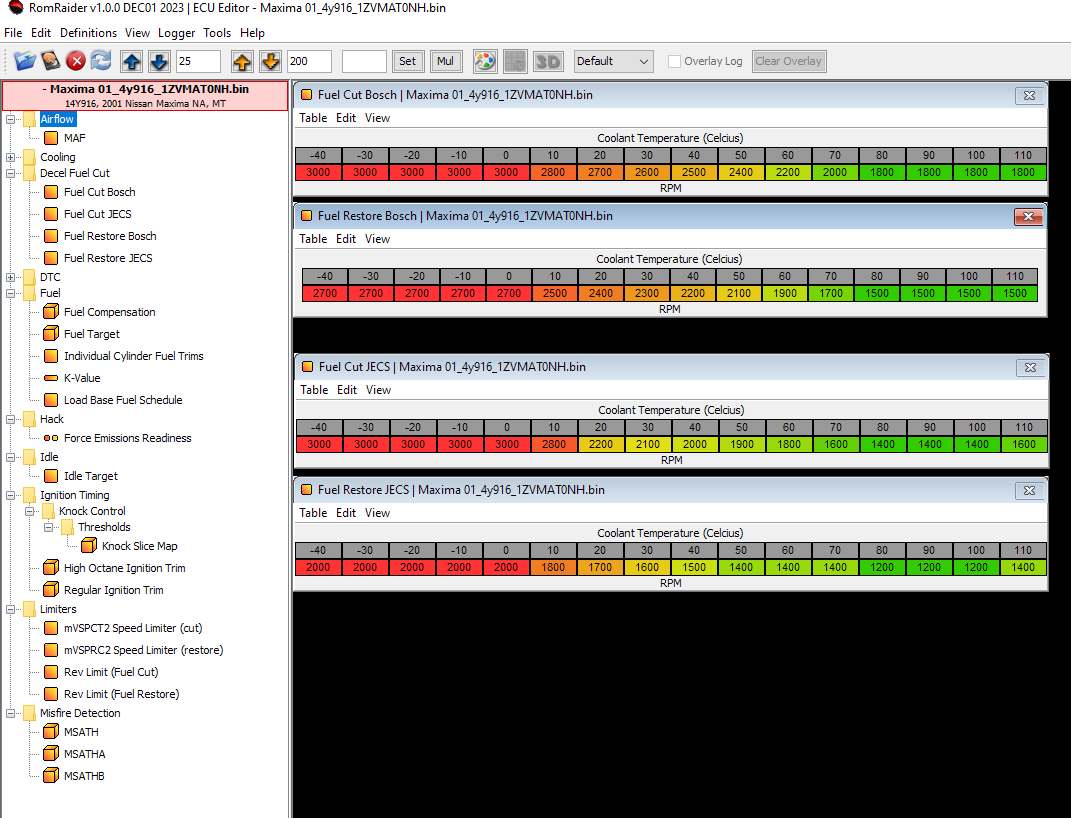 RomRaider v1.0.0 DEC01 2023 | ECU Editor - Maxima 01_4y916_1ZVMAT0NH.bin
File Edit Definitions View Logger Tools Help
25 200 Set Mul 3D Default Overlay Log Clear Overlay
- Maxima 01_4y916_1ZVMAT0NH.bin
14Y916, 2001 Nissan Maxima NA, MT
Airflow
MAF
Cooling
Decel Fuel Cut
Fuel Cut Bosch
Fuel Cut JECS
Fuel Restore Bosch
Fuel Restore JECS
DTC
Fuel
Fuel Compensation
Fuel Target
Individual Cylinder Fuel Trims
K-Value
Load Base Fuel Schedule
Hack
Force Emissions Readiness
Idle
Idle Target
Ignition Timing
Knock Control
Thresholds
Knock Slice Map
High Octane Ignition Trim
Regular Ignition Trim
Limiters
mVSPCT2 Speed Limiter (cut)
mVSPRC2 Speed Limiter (restore)
Rev Limit (Fuel Cut)
Rev Limit (Fuel Restore)
Misfire Detection
MSATH
MSATHA
MSATHB
Fuel Cut Bosch | Maxima 01_4y916_1ZVMAT0NH.bin
Table Edit View
Coolant Temperature (Celcius)
-40 -30 -20 -10 0 10 20 30 40 50 60 70 80 90 100 110
3000 3000 3000 3000 3000 2800 2700 2600 2500 2400 2200 2000 1800 1800 1800 1800
RPM
Fuel Restore Bosch | Maxima 01_4y916_1ZVMAT0NH.bin
Table Edit View
Coolant Temperature (Celcius)
-40 -30 -20 -10 0 10 20 30 40 50 60 70 80 90 100 110
2700 2700 2700 2700 2700 2500 2400 2300 2200 2100 1900 1700 1500 1500 1500 1500
RPM
Fuel Cut JECS | Maxima 01_4y916_1ZVMAT0NH.bin
Table Edit View
Coolant Temperature (Celcius)
-40 -30 -20 -10 0 10 20 30 40 50 60 70 80 90 100 110
3000 3000 3000 3000 3000 2800 2200 2100 2000 1900 1800 1600 1400 1400 1400 1600
RPM
Fuel Restore JECS | Maxima 01_4y916_1ZVMAT0NH.bin
Table Edit View
Coolant Temperature (Celcius)
-40 -30 -20 -10 0 10 20 30 40 50 60 70 80 90 100 110
2000 2000 2000 2000 2000 1800 1700 1600 1500 1400 1400 1400 1200 1200 1200 1400
RPM